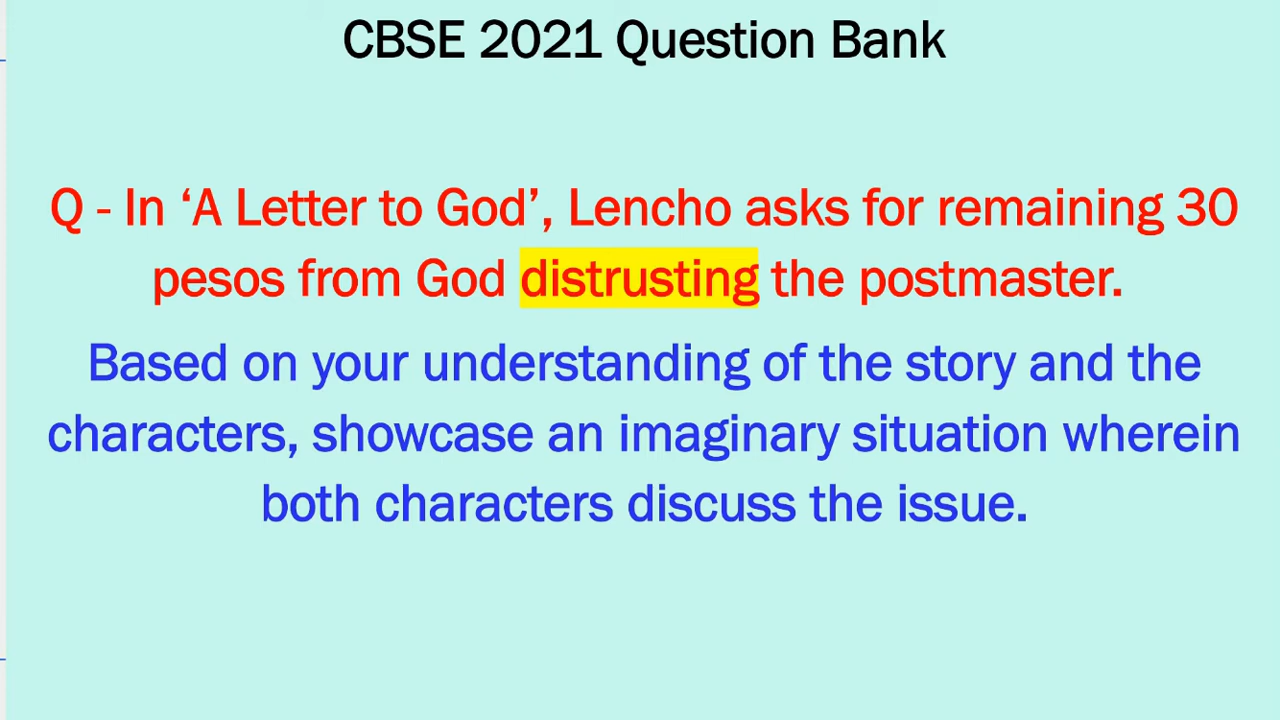 CBSE 2021 Question Bank
Q - In ‘A Letter to God’, Lencho asks for remaining 30
pesos from God distrusting the postmaster.
Based on your understanding of the story and the
characters, showcase an imaginary situation wherein
both characters discuss the issue.